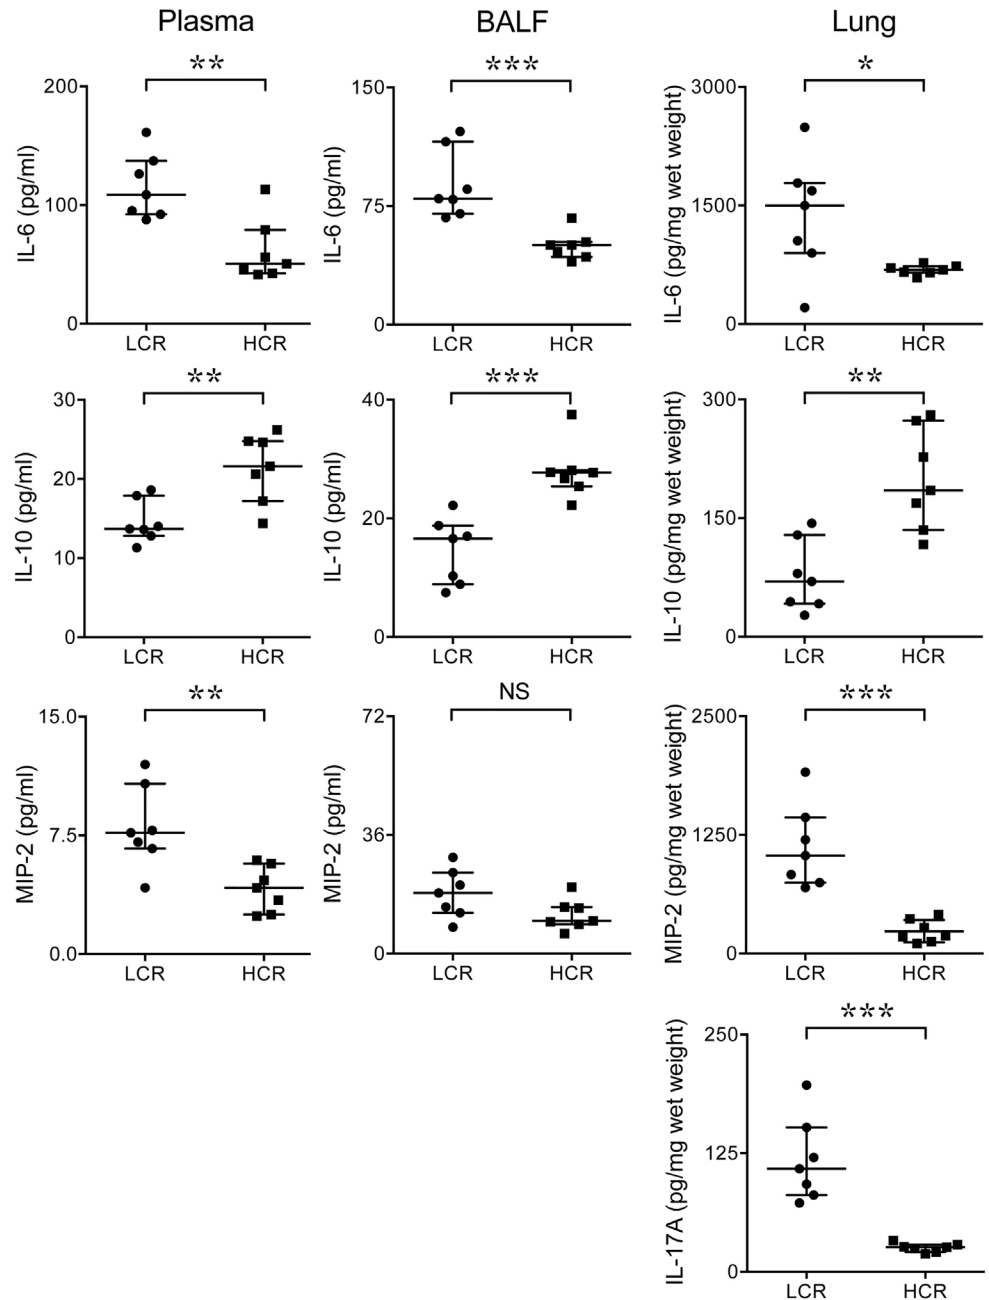 Plasma BALF Lung
** *** *
200 150 3000
IL-6 (pg/ml) IL-6 (pg/ml) IL-6 (pg/mg wet weight)
100 75 1500
0 0 0
LCR HCR LCR HCR LCR HCR
** *** **
30 40 300
IL-10 (pg/ml) IL-10 (pg/ml) IL-10 (pg/mg wet weight)
20 20 150
10
0 0 0
LCR HCR LCR HCR LCR HCR
** NS ***
15.0 72 2500
MIP-2 (pg/ml) MIP-2 (pg/ml) MIP-2 (pg/mg wet weight)
7.5 36 1250
0.0 0 0
LCR HCR LCR HCR LCR HCR
***
250
IL-17A (pg/mg wet weight)
125
0
LCR HCR